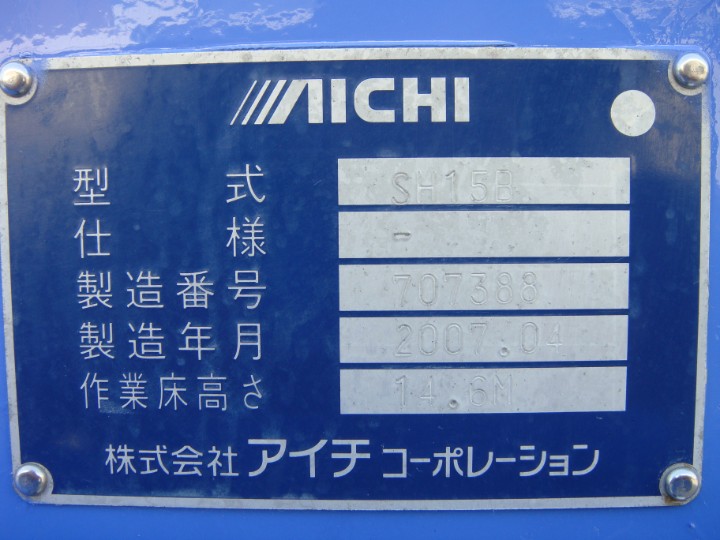 AICHI
型式 SH15B
仕様 -
製造番号 707388
製造年月 2007.04
作業床高さ 14.6M
株式会社 アイチ コーポレーション